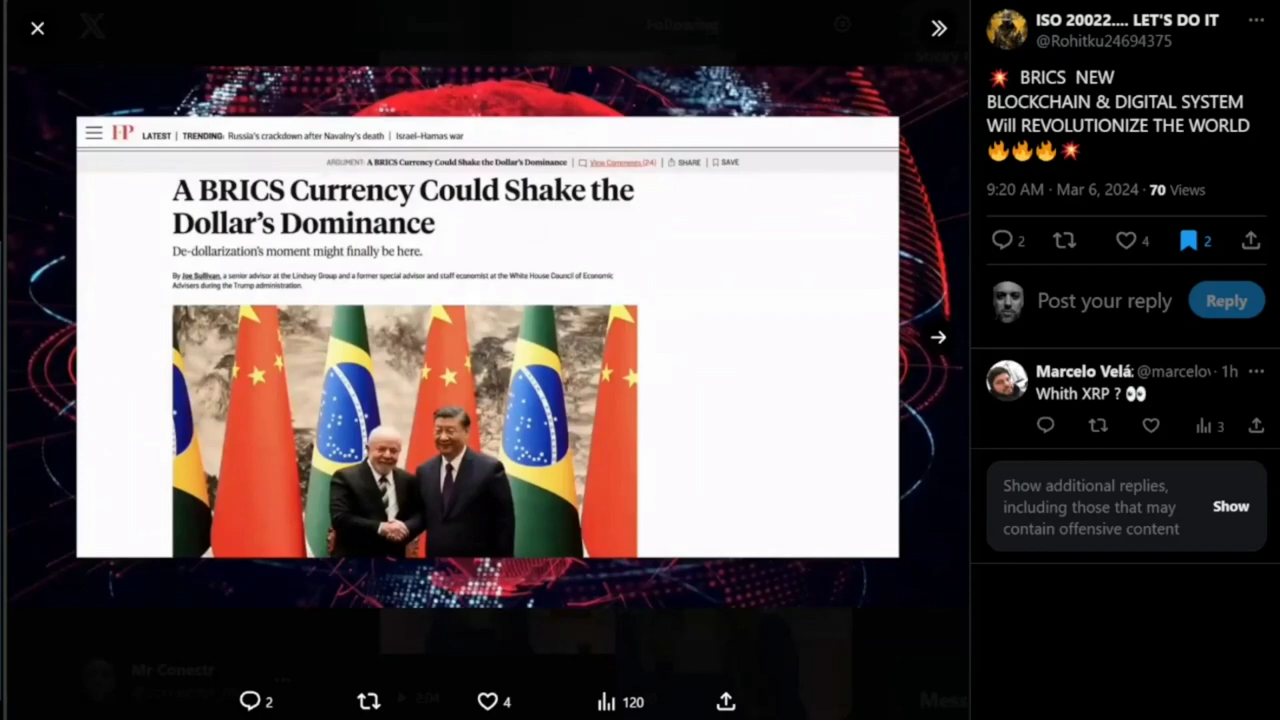 Following
FP LATEST | TRENDING: Russia's crackdown after Navalny's death | Israel-Hamas war
ARGUMENT: A BRICS Currency Could Shake the Dollar's Dominance | View Comments (24) | SHARE | SAVE
A BRICS Currency Could Shake the
Dollar's Dominance
De-dollarization's moment might finally be here.
By Joe Sullivan, a senior advisor at the Lindsey Group and a former special advisor and staff economist at the White House Council of Economic
Advisers during the Trump administration.
Mr Conectr
2:04
2 4 120
ISO 20022.... LET'S DO IT
@Rohitku24694375
BRICS NEW
BLOCKCHAIN & DIGITAL SYSTEM
Will REVOLUTIONIZE THE WORLD
9:20 AM · Mar 6, 2024 · 70 Views
2 4 2
Post your reply Reply
Marcelo Velá: @marcelov · 1h
Whith XRP ? 👀
3
Show additional replies,
including those that may
contain offensive content
Show